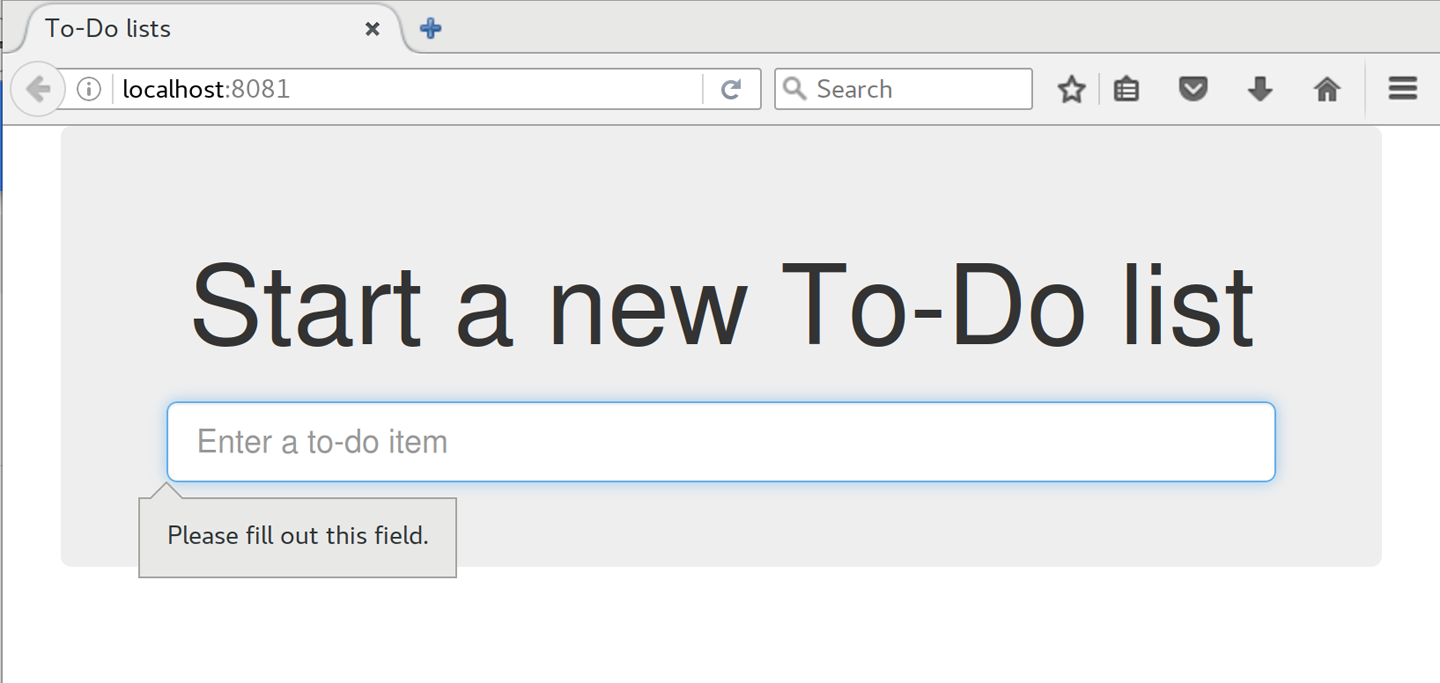 To-Do lists
localhost:8081
Search
Start a new To-Do list
Enter a to-do item
Please fill out this field.